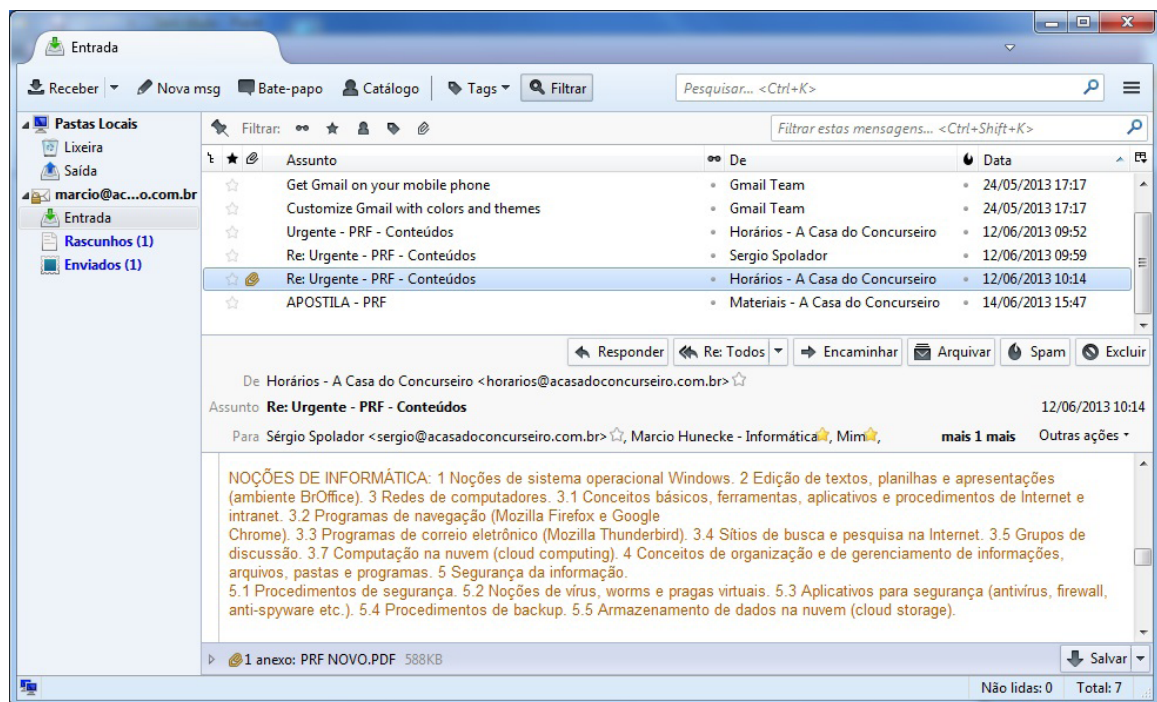 Entrada
Receber Nova msg Bate-papo Catálogo Tags Filtrar Pesquisar... <Ctrl+K>
Pastas Locais
Lixeira
Saída
marcio@ac...o.com.br
Entrada
Rascunhos (1)
Enviados (1)
Filtrar: Filtrar estas mensagens... <Ctrl+Shift+K>
Assunto De Data
Get Gmail on your mobile phone Gmail Team 24/05/2013 17:17
Customize Gmail with colors and themes Gmail Team 24/05/2013 17:17
Urgente - PRF - Conteúdos Horários - A Casa do Concurseiro 12/06/2013 09:52
Re: Urgente - PRF - Conteúdos Sergio Spolador 12/06/2013 09:59
Re: Urgente - PRF - Conteúdos Horários - A Casa do Concurseiro 12/06/2013 10:14
APOSTILA - PRF Materiais - A Casa do Concurseiro 14/06/2013 15:47
Responder Re: Todos Encaminhar Arquivar Spam Excluir
De Horários - A Casa do Concurseiro <horarios@acasadoconcurseiro.com.br>
Assunto Re: Urgente - PRF - Conteúdos 12/06/2013 10:14
Para Sérgio Spolador <sergio@acasadoconcurseiro.com.br>, Marcio Hunecke - Informática, Mim, mais 1 mais Outras ações
NOÇÕES DE INFORMÁTICA: 1 Noções de sistema operacional Windows. 2 Edição de textos, planilhas e apresentações
(ambiente BrOffice). 3 Redes de computadores. 3.1 Conceitos básicos, ferramentas, aplicativos e procedimentos de Internet e
intranet. 3.2 Programas de navegação (Mozilla Firefox e Google
Chrome). 3.3 Programas de correio eletrônico (Mozilla Thunderbird). 3.4 Sítios de busca e pesquisa na Internet. 3.5 Grupos de
discussão. 3.7 Computação na nuvem (cloud computing). 4 Conceitos de organização e de gerenciamento de informações,
arquivos, pastas e programas. 5 Segurança da informação.
5.1 Procedimentos de segurança. 5.2 Noções de vírus, worms e pragas virtuais. 5.3 Aplicativos para segurança (antivírus, firewall,
anti-spyware etc.). 5.4 Procedimentos de backup. 5.5 Armazenamento de dados na nuvem (cloud storage).
1 anexo: PRF NOVO.PDF 588KB Salvar
Não lidas: 0 Total: 7